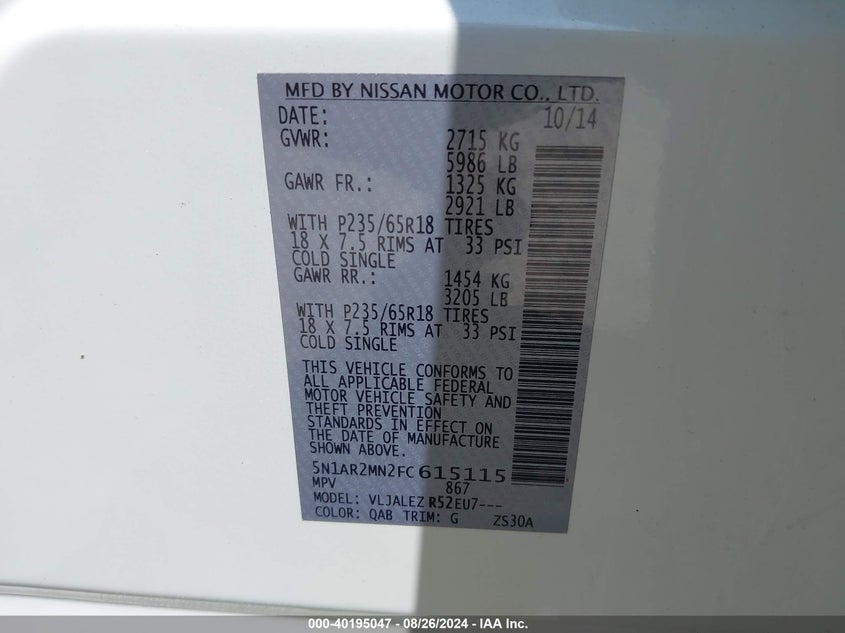 MFD BY NISSAN MOTOR CO., LTD.
DATE: 10/14
GVWR: 2715 KG
5986 LB
GAWR FR.: 1325 KG
2921 LB
WITH P235/65R18 TIRES
18 X 7.5 RIMS AT 33 PSI
COLD SINGLE
GAWR RR.: 1454 KG
3205 LB
WITH P235/65R18 TIRES
18 X 7.5 RIMS AT 33 PSI
COLD SINGLE
THIS VEHICLE CONFORMS TO
ALL APPLICABLE FEDERAL
MOTOR VEHICLE SAFETY AND
THEFT PREVENTION
STANDARDS IN EFFECT ON
THE DATE OF MANUFACTURE
SHOWN ABOVE.
5N1AR2MN2FC615115
MPV 867
MODEL: VLJALEZ R52EU7---
COLOR: QAB TRIM: G ZS30A
000-40195047 - 08/26/2024 - IAA Inc.